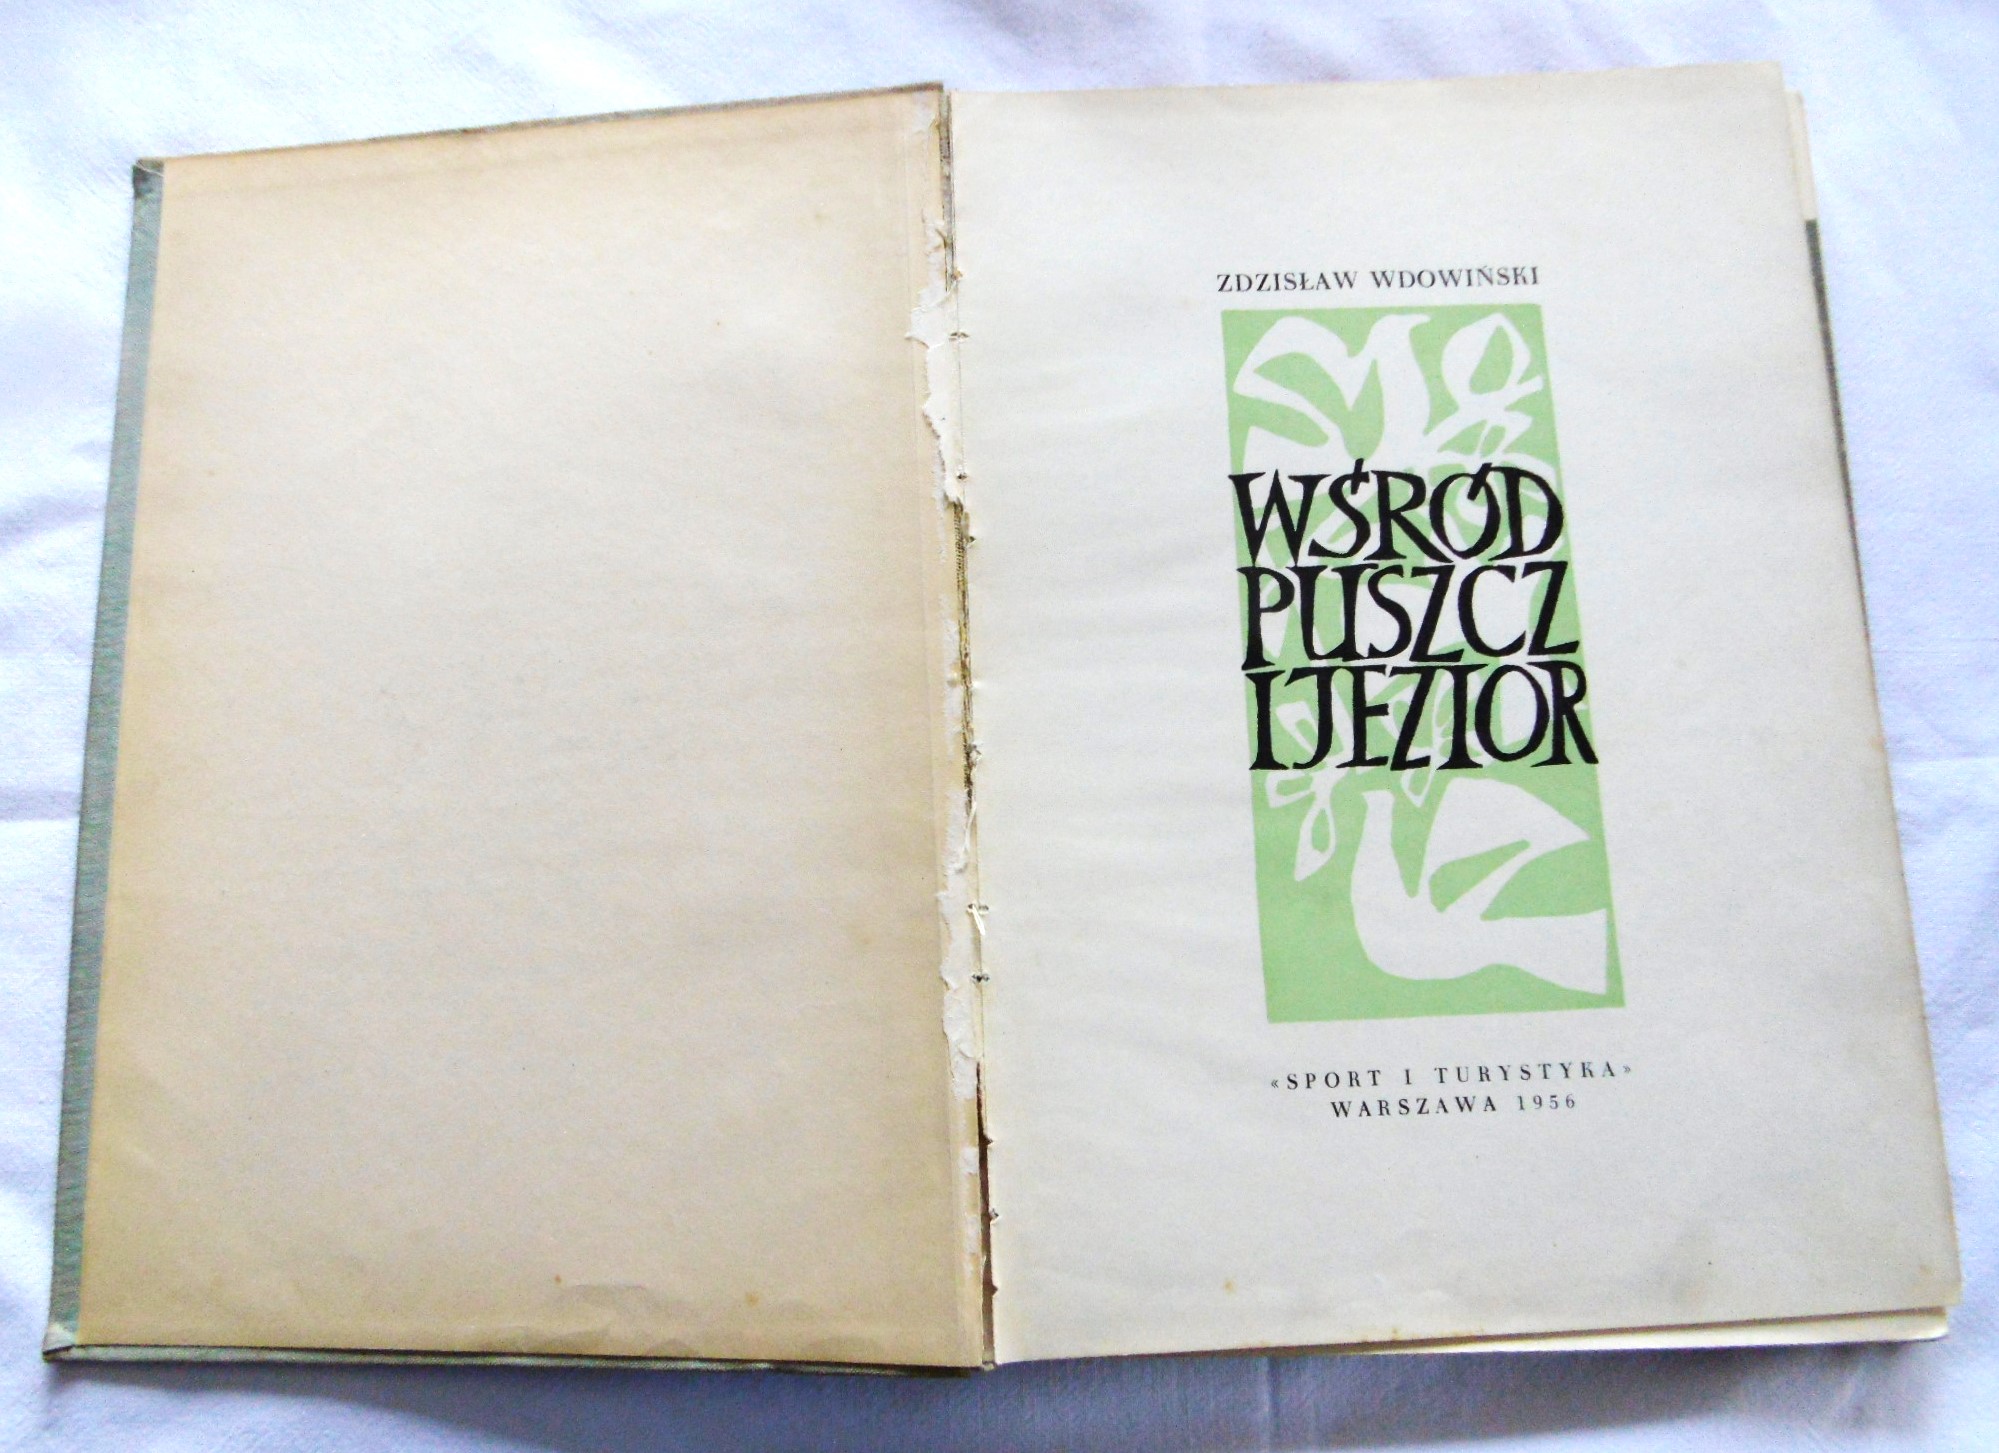 ZDZISŁAW WDOWIŃSKI
WŚRÓD
PUSZCZ
I JEZIOR
«SPORT I TURYSTYKA»
WARSZAWA 1956